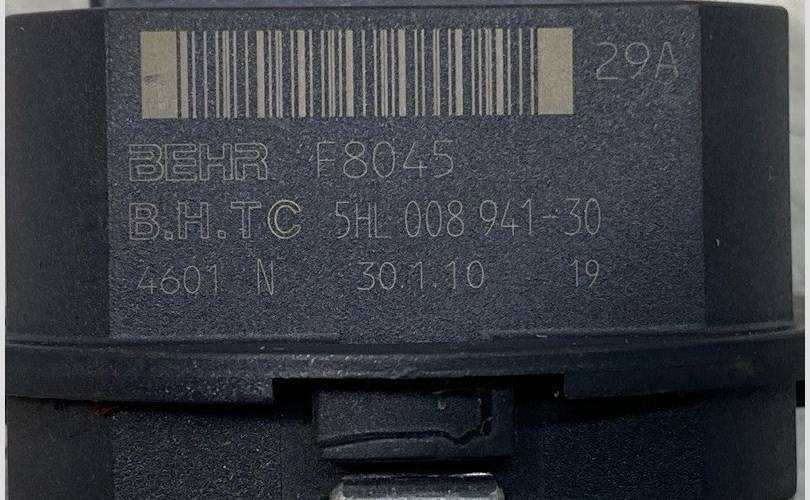 29A
BEHR F8045
B.H.T.C 5HL 008 941-30
4601 N 30.1.10 19